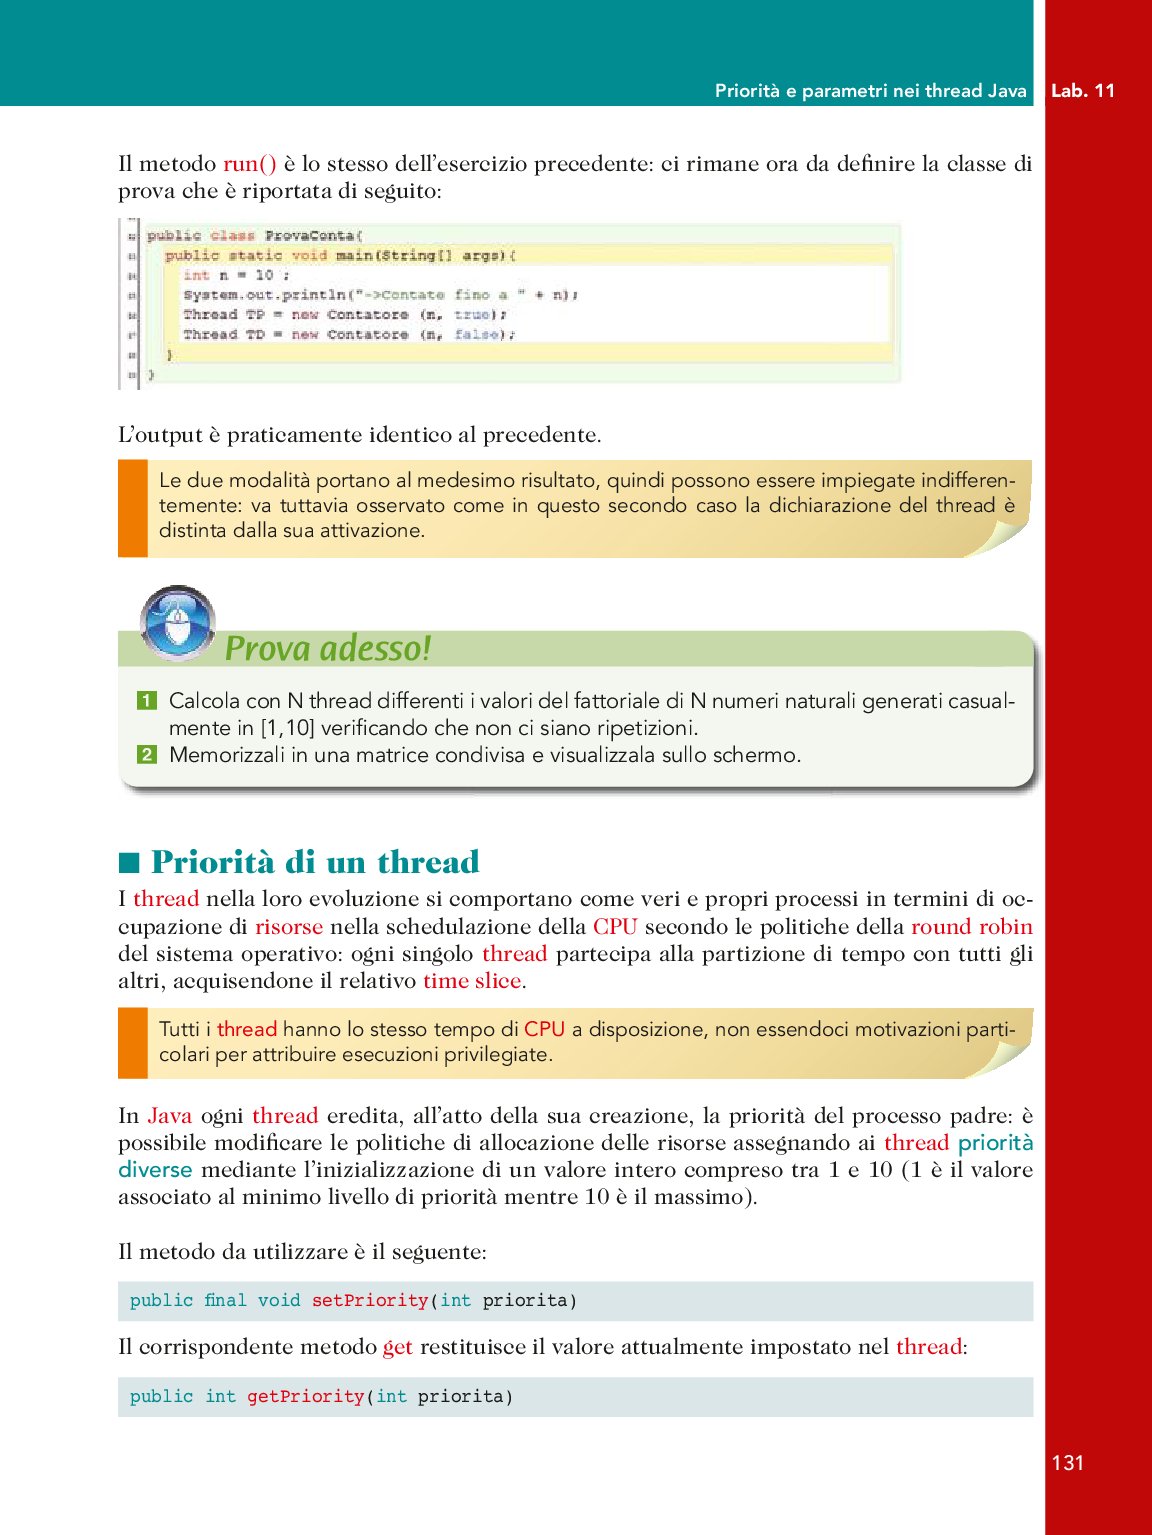 Priorità e parametri nei thread Java Lab. 11
Il metodo run() è lo stesso dell'esercizio precedente: ci rimane ora da definire la classe di
prova che è riportata di seguito:
public class ProvaConta{
public static void main(String[] args){
int n = 10 ;
System.out.println("->Contate fino a " + n);
Thread TP = new Contatore (n, true);
Thread TD = new Contatore (n, false);
}
}
L'output è praticamente identico al precedente.
Le due modalità portano al medesimo risultato, quindi possono essere impiegate indifferen-
temente: va tuttavia osservato come in questo secondo caso la dichiarazione del thread è
distinta dalla sua attivazione.
Prova adesso!
1 Calcola con N thread differenti i valori del fattoriale di N numeri naturali generati casual-
mente in [1,10] verificando che non ci siano ripetizioni.
2 Memorizzali in una matrice condivisa e visualizzala sullo schermo.
Priorità di un thread
I thread nella loro evoluzione si comportano come veri e propri processi in termini di oc-
cupazione di risorse nella schedulazione della CPU secondo le politiche della round robin
del sistema operativo: ogni singolo thread partecipa alla partizione di tempo con tutti gli
altri, acquisendone il relativo time slice.
Tutti i thread hanno lo stesso tempo di CPU a disposizione, non essendoci motivazioni parti-
colari per attribuire esecuzioni privilegiate.
In Java ogni thread eredita, all'atto della sua creazione, la priorità del processo padre: è
possibile modificare le politiche di allocazione delle risorse assegnando ai thread priorità
diverse mediante l'inizializzazione di un valore intero compreso tra 1 e 10 (1 è il valore
associato al minimo livello di priorità mentre 10 è il massimo).
Il metodo da utilizzare è il seguente:
public final void setPriority(int priorita)
Il corrispondente metodo get restituisce il valore attualmente impostato nel thread:
public int getPriority(int priorita)
131